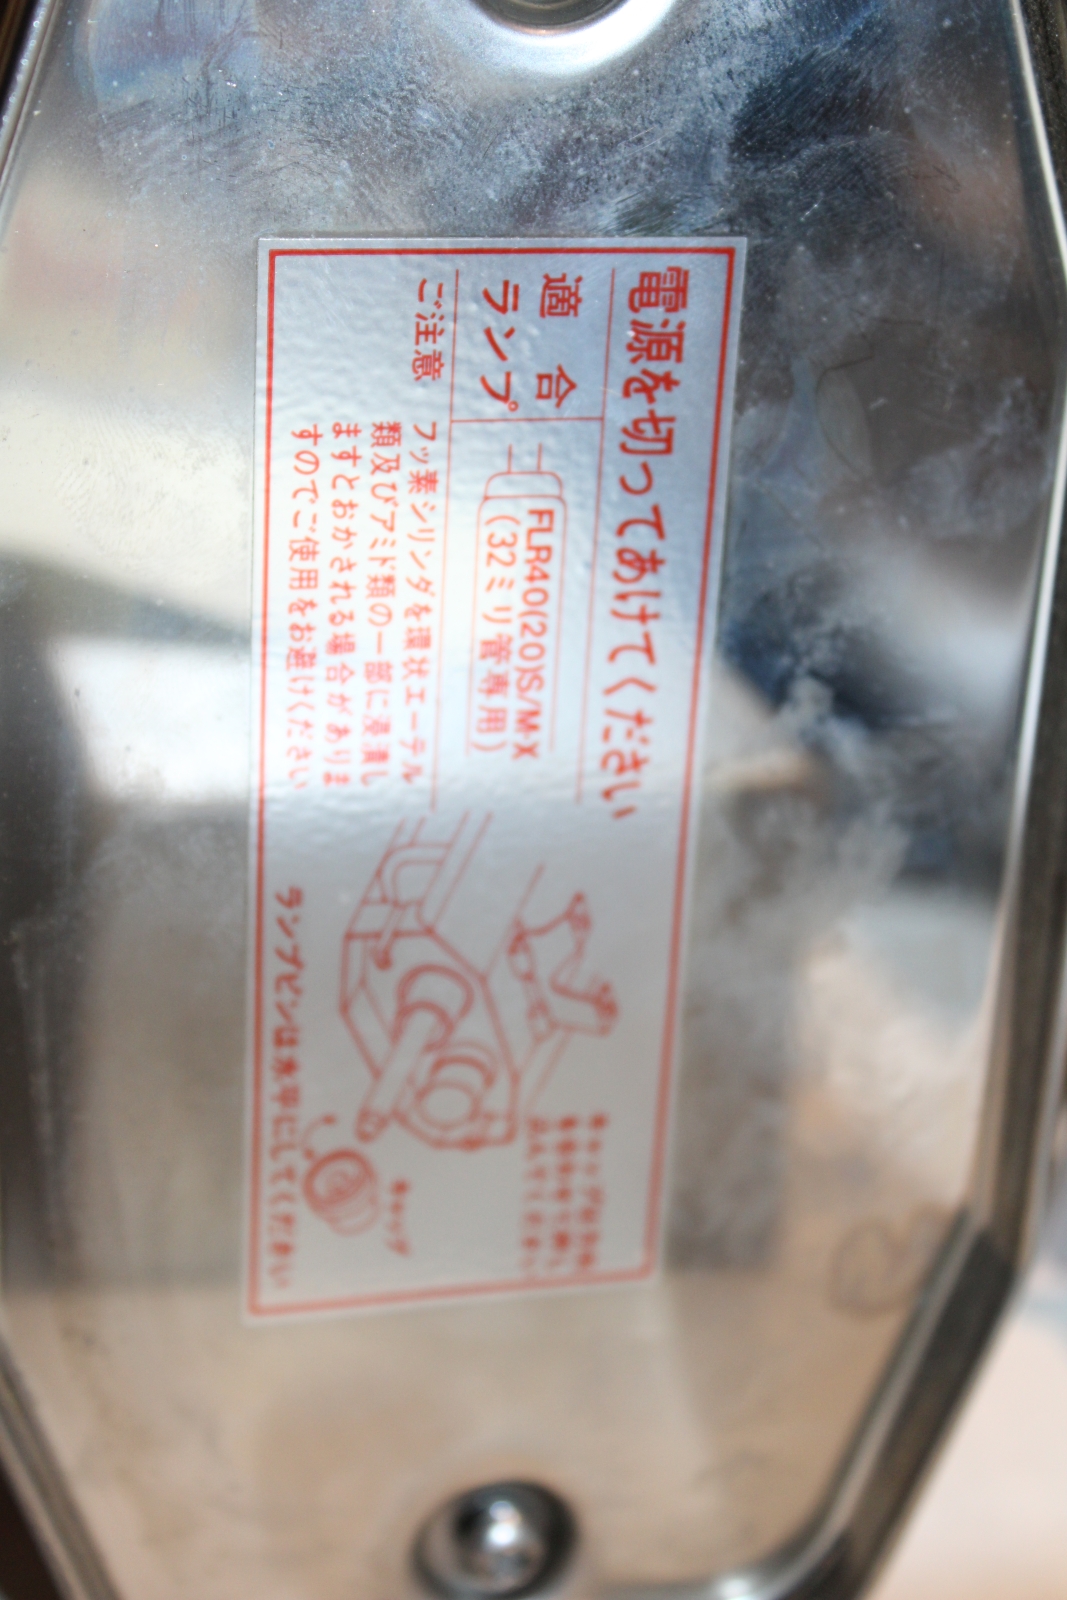 電源を切ってあけてください
適合
ランプ
FLR40(20)S/M-X
(32ミリ管専用)
ご注意
フッ素シリンダを環状エーテル
類及びアミド類の一部に浸漬し
ますとおかされる場合がありま
すのでご使用をお避けください
キャップ
ランプピンは水平にしてください